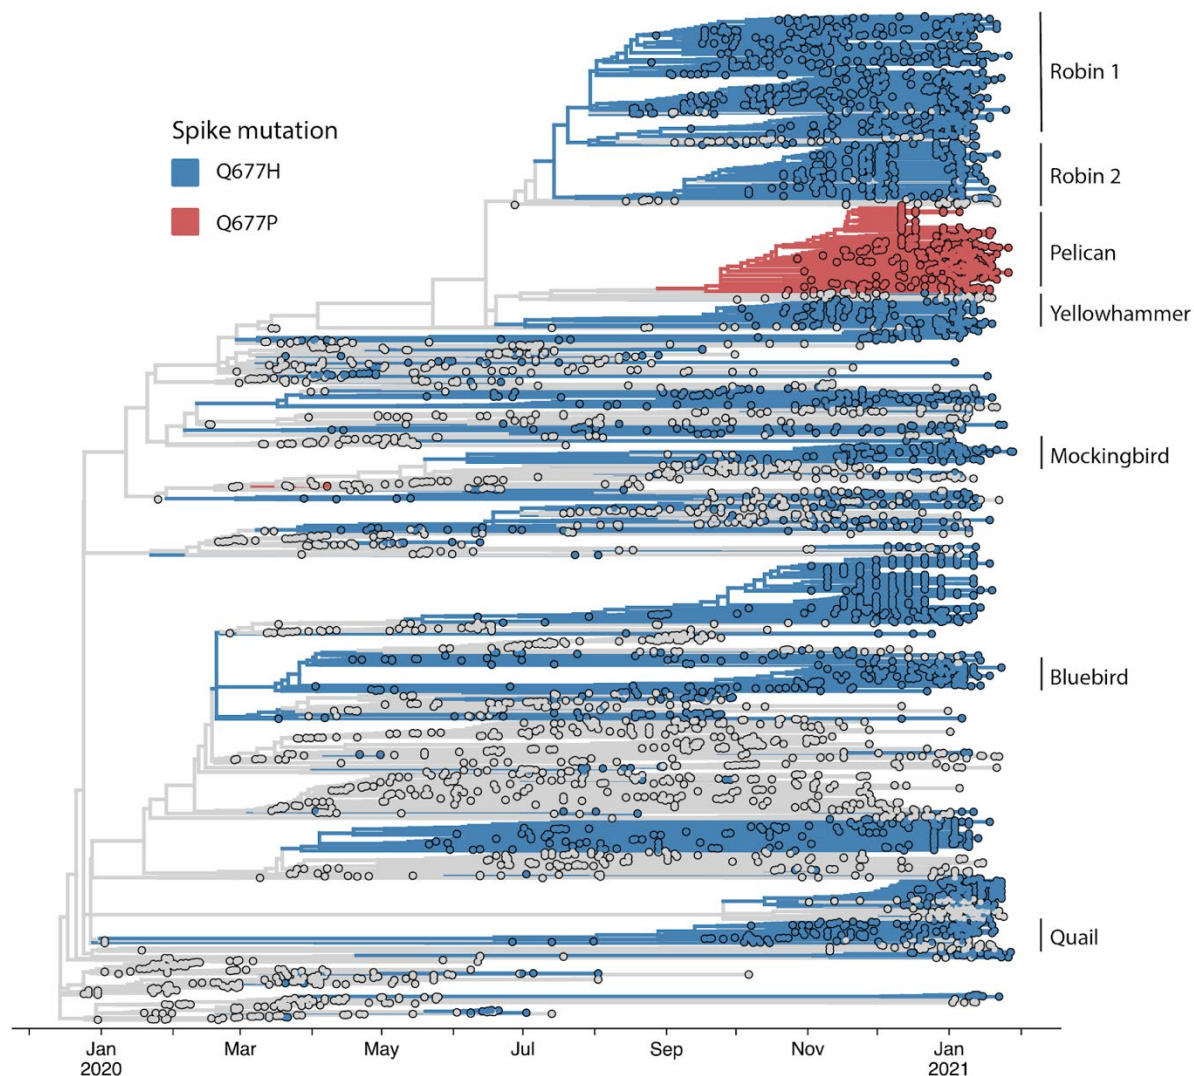 Spike mutation
Q677H
Q677P
Robin 1
Robin 2
Pelican
Yellowhammer
Mockingbird
Bluebird
Quail
Jan Mar May Jul Sep Nov Jan
2020 2021